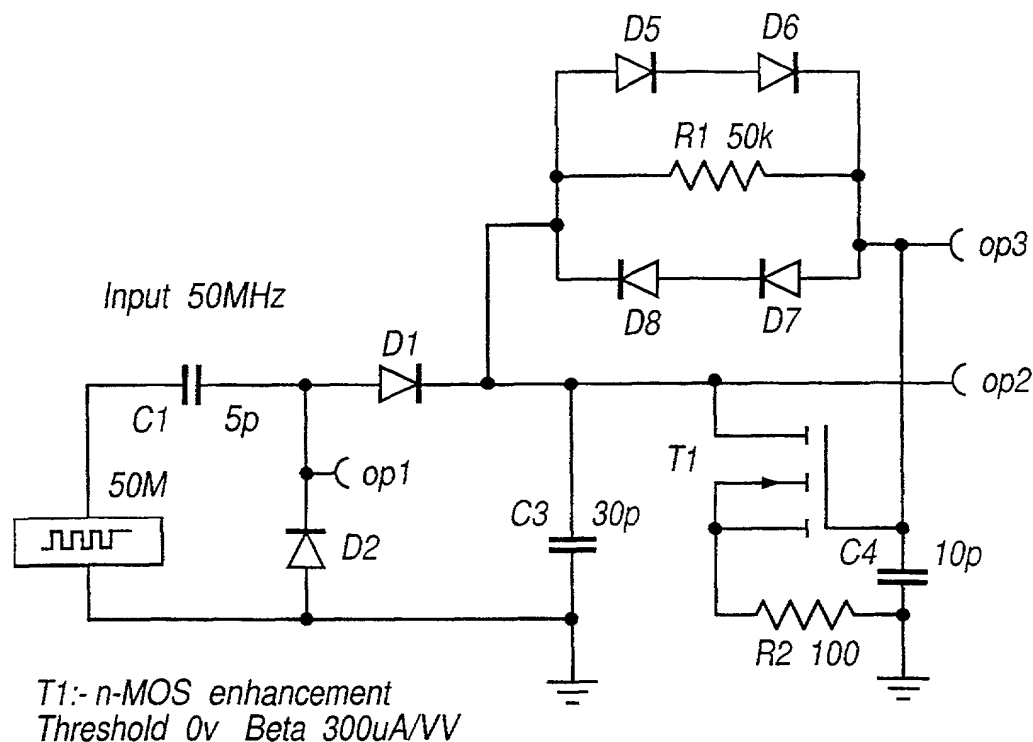 D5
D6
R1 50k
op3
D8
D7
Input 50MHz
D1
op2
C1
5p
T1
op1
50M
C3
30p
D2
C4
10p
R2 100
T1:- n-MOS enhancement
Threshold 0v Beta 300uA/VV